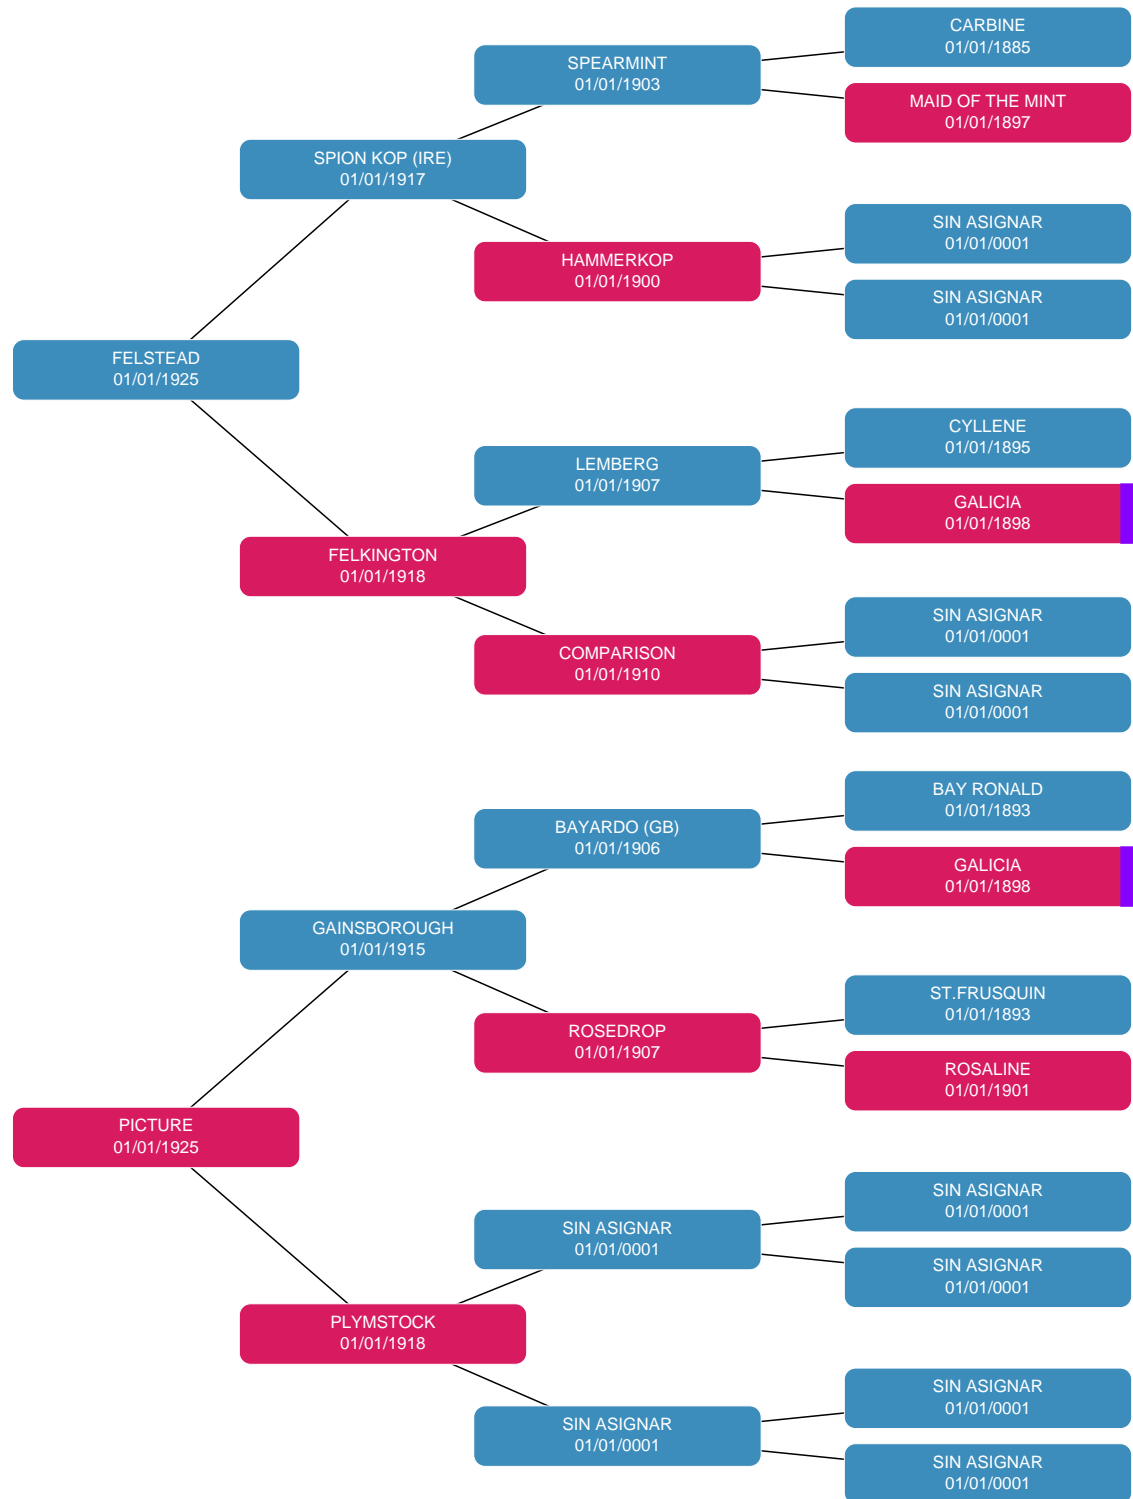 CARBINE
01/01/1885
SPEARMINT
01/01/1903
MAID OF THE MINT
01/01/1897
SPION KOP (IRE)
01/01/1917
SIN ASIGNAR
01/01/0001
HAMMERKOP
01/01/1900
SIN ASIGNAR
01/01/0001
FELSTEAD
01/01/1925
CYLLENE
01/01/1895
LEMBERG
01/01/1907
GALICIA
01/01/1898
FELKINGTON
01/01/1918
SIN ASIGNAR
01/01/0001
COMPARISON
01/01/1910
SIN ASIGNAR
01/01/0001
BAY RONALD
01/01/1893
BAYARDO (GB)
01/01/1906
GALICIA
01/01/1898
GAINSBOROUGH
01/01/1915
ST.FRUSQUIN
01/01/1893
ROSEDROP
01/01/1907
ROSALINE
01/01/1901
PICTURE
01/01/1925
SIN ASIGNAR
01/01/0001
SIN ASIGNAR
01/01/0001
SIN ASIGNAR
01/01/0001
PLYMSTOCK
01/01/1918
SIN ASIGNAR
01/01/0001
SIN ASIGNAR
01/01/0001
SIN ASIGNAR
01/01/0001